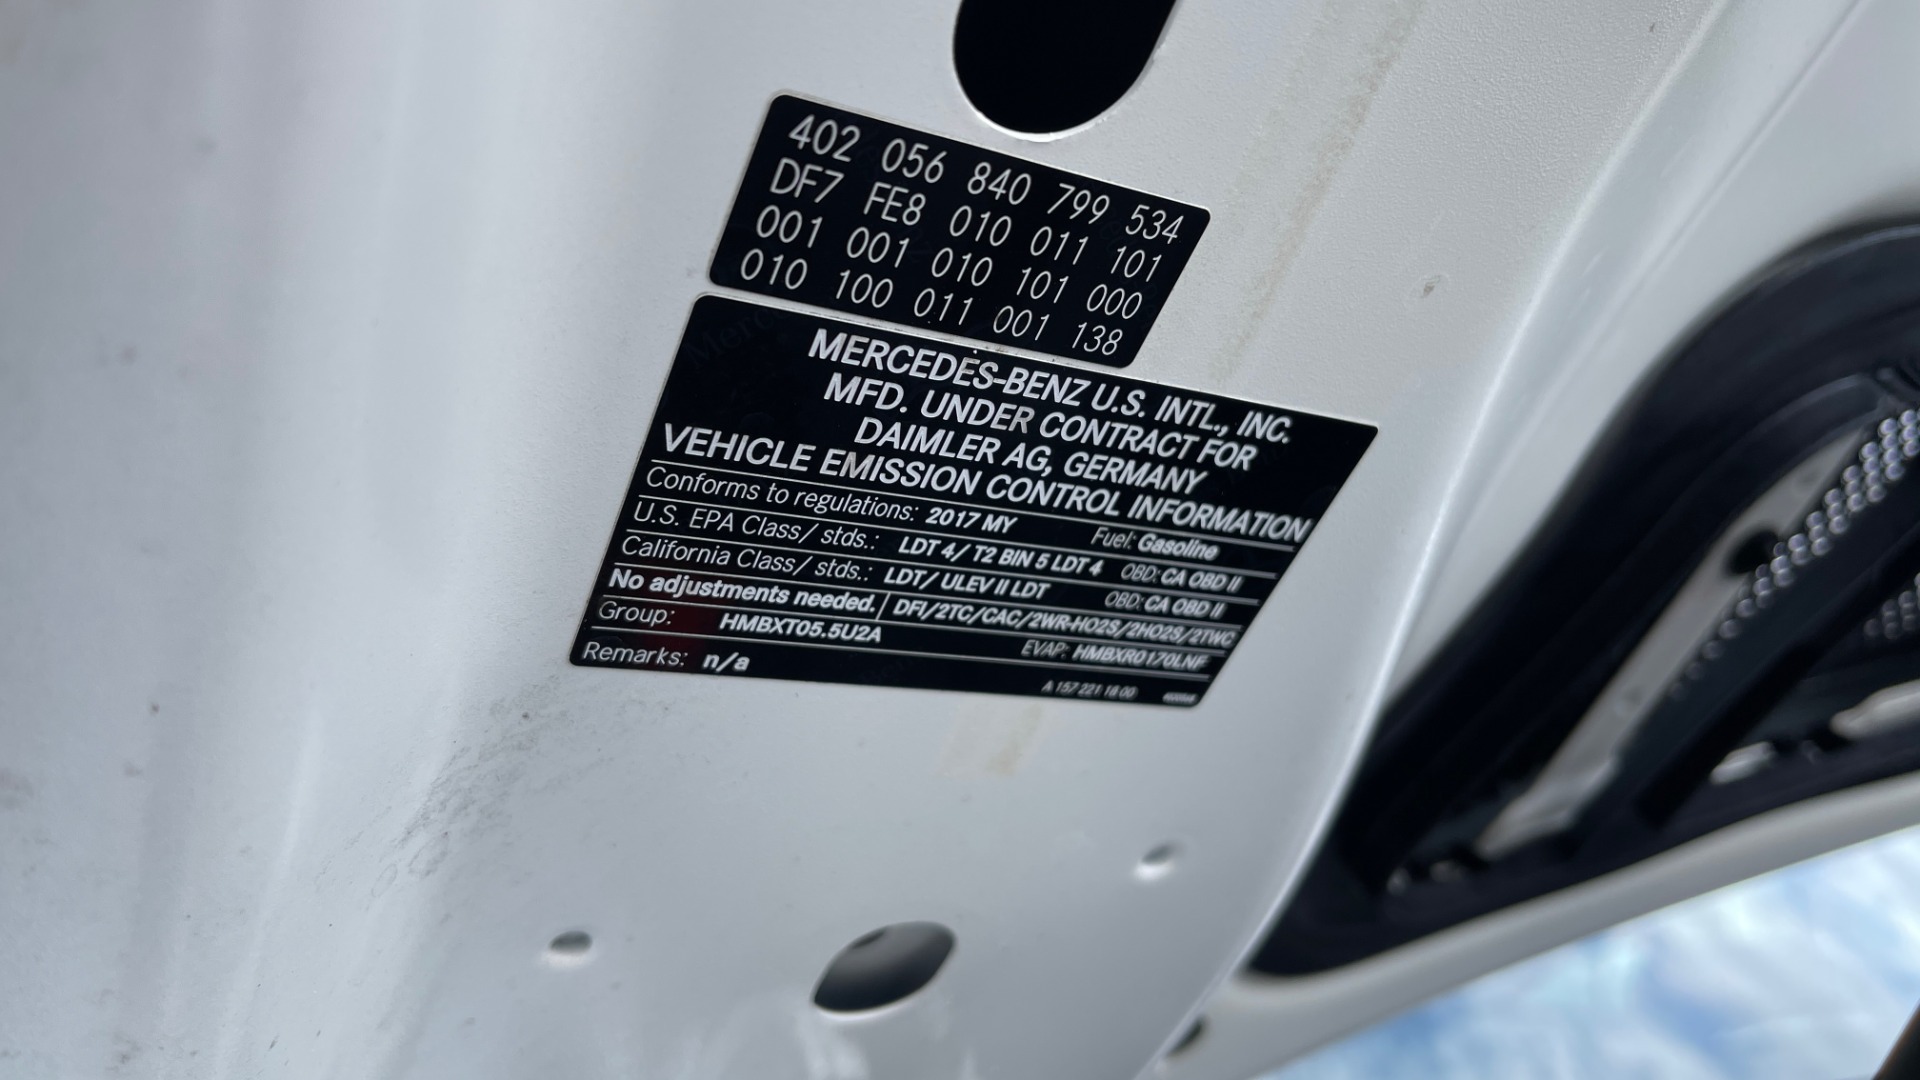 402 056 840 799 534
DF7 FE8 010 011 101
001 001 010 101 000
010 100 011 001 138
MERCEDES-BENZ U.S. INTL., INC.
MFD. UNDER CONTRACT FOR
DAIMLER AG, GERMANY
VEHICLE EMISSION CONTROL INFORMATION
Conforms to regulations: 2017 MY Fuel: Gasoline
U.S. EPA Class/ stds.: LDT 4/ T2 BIN 5 LDT 4 OBD: CA OBD II
California Class/ stds.: LDT/ ULEV II LDT OBD: CA OBD II
No adjustments needed. DFI/2TC/CAC/2WR-HO2S/2HO2S/2TWC
Group: HMBXT05.5U2A EVAP: HMBXR0170LNF
Remarks: n/a A 157 221 18 00